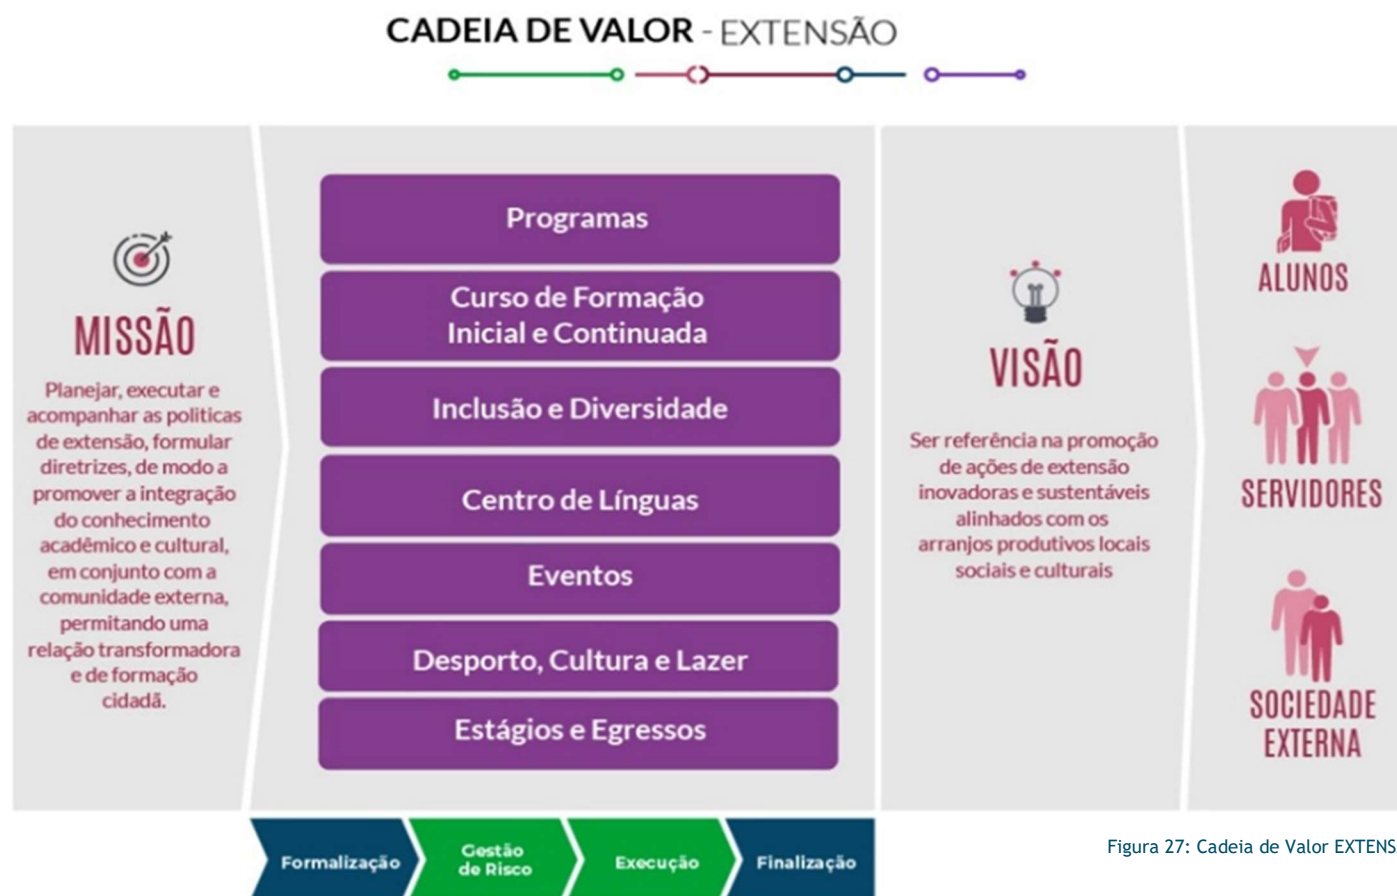 CADEIA DE VALOR - EXTENSÃO
MISSÃO
Planejar, executar e
acompanhar as politicas
de extensão, formular
diretrizes, de modo a
promover a integração
do conhecimento
acadêmico e cultural,
em conjunto com a
comunidade externa,
permitando uma
relação transformadora
e de formação
cidadã.
Programas
Curso de Formação
Inicial e Continuada
Inclusão e Diversidade
Centro de Línguas
Eventos
Desporto, Cultura e Lazer
Estágios e Egressos
Formalização
Gestão
de Risco
Execução
Finalização
VISÃO
Ser referência na promoção
de ações de extensão
inovadoras e sustentáveis
alinhados com os
arranjos produtivos locais
sociais e culturais
ALUNOS
SERVIDORES
SOCIEDADE
EXTERNA
Figura 27: Cadeia de Valor EXTENS